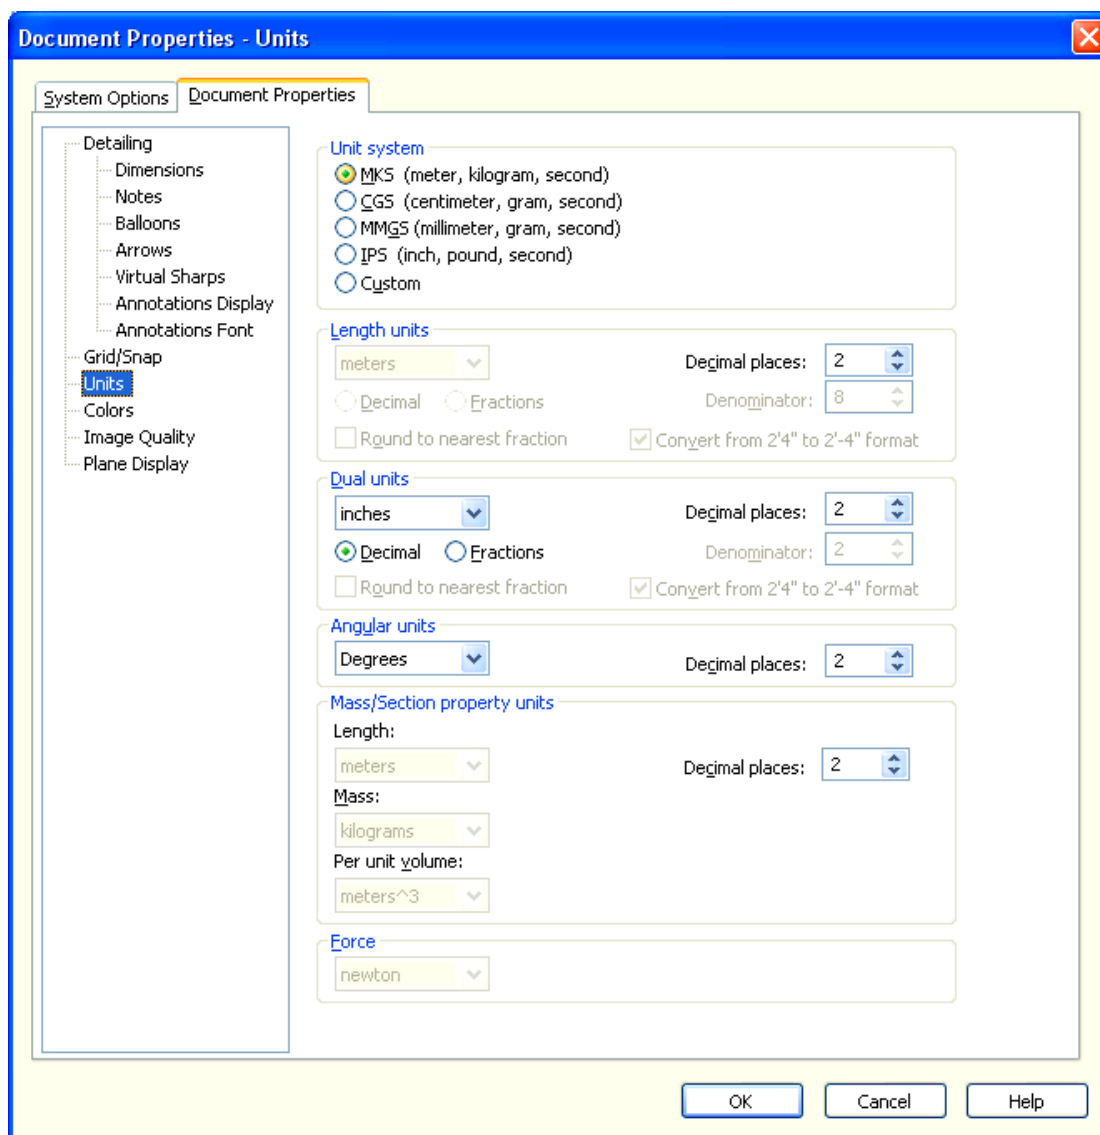 Document Properties - Units
System Options Document Properties
Detailing
Dimensions
Notes
Balloons
Arrows
Virtual Sharps
Annotations Display
Annotations Font
Grid/Snap
Units
Colors
Image Quality
Plane Display
Unit system
MKS (meter, kilogram, second)
CGS (centimeter, gram, second)
MMGS (millimeter, gram, second)
IPS (inch, pound, second)
Custom
Length units
meters Decimal places: 2
Decimal Fractions Denominator: 8
Round to nearest fraction Convert from 2'4" to 2'-4" format
Dual units
inches Decimal places: 2
Decimal Fractions Denominator: 2
Round to nearest fraction Convert from 2'4" to 2'-4" format
Angular units
Degrees Decimal places: 2
Mass/Section property units
Length:
meters Decimal places: 2
Mass:
kilograms
Per unit volume:
meters^3
Force
newton
OK Cancel Help